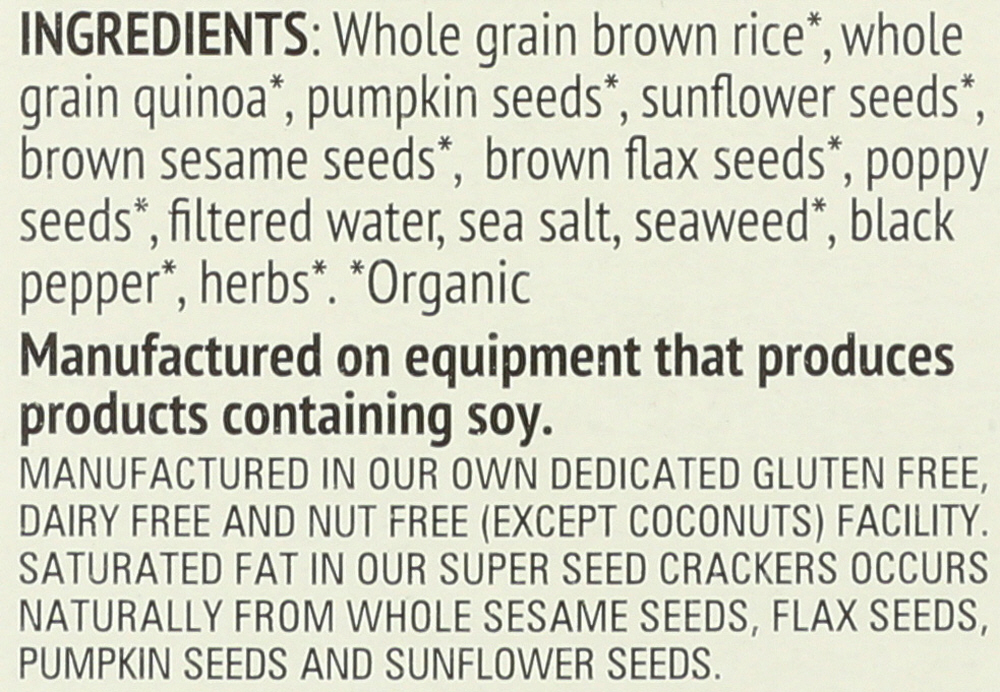 INGREDIENTS: Whole grain brown rice*, whole
grain quinoa*, pumpkin seeds*, sunflower seeds*,
brown sesame seeds*, brown flax seeds*, poppy
seeds*, filtered water, sea salt, seaweed*, black
pepper*, herbs*. *Organic
Manufactured on equipment that produces
products containing soy.
MANUFACTURED IN OUR OWN DEDICATED GLUTEN FREE,
DAIRY FREE AND NUT FREE (EXCEPT COCONUTS) FACILITY.
SATURATED FAT IN OUR SUPER SEED CRACKERS OCCURS
NATURALLY FROM WHOLE SESAME SEEDS, FLAX SEEDS,
PUMPKIN SEEDS AND SUNFLOWER SEEDS.